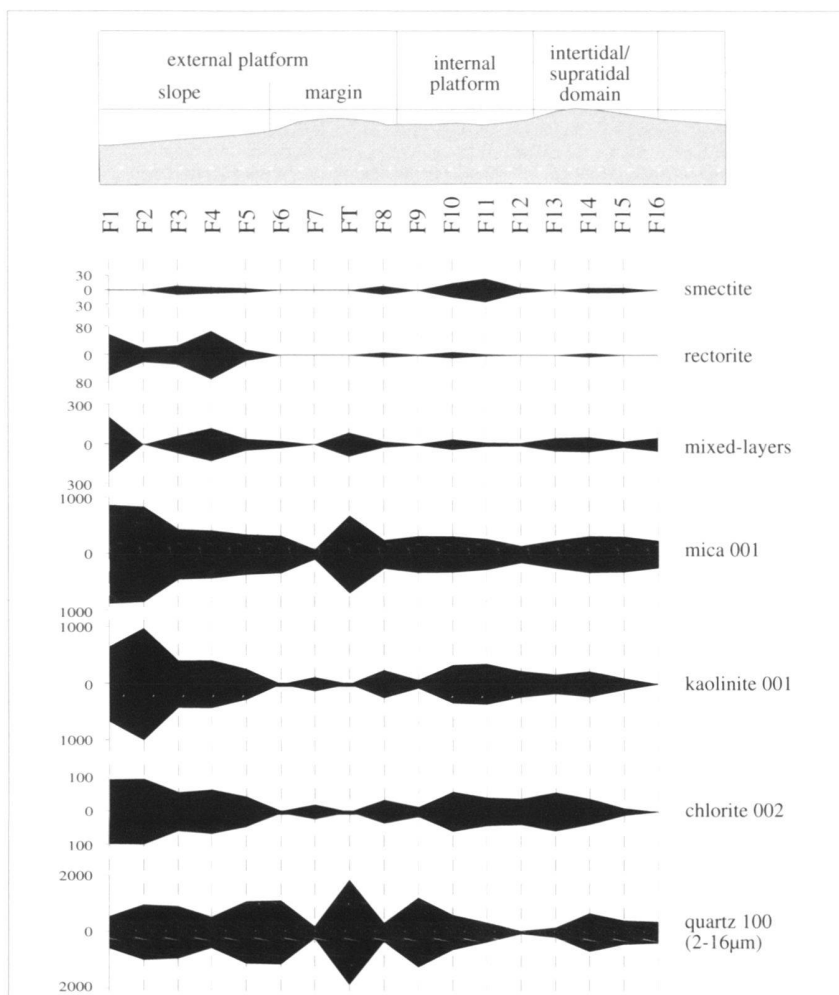 external platform
internal
platform
intertidal/
supratidal
domain
slope
margin
F1 F2 F3 F4 F5 F6 F7 FT F8 F9 F10 F11 F12 F13 F14 F15 F16
30
0
30
smectite
80
0
80
rectorite
300
0
300
mixed-layers
1000
0
1000
mica 001
1000
0
1000
kaolinite 001
100
0
100
chlorite 002
2000
0
2000
quartz 100
(2-16µm)